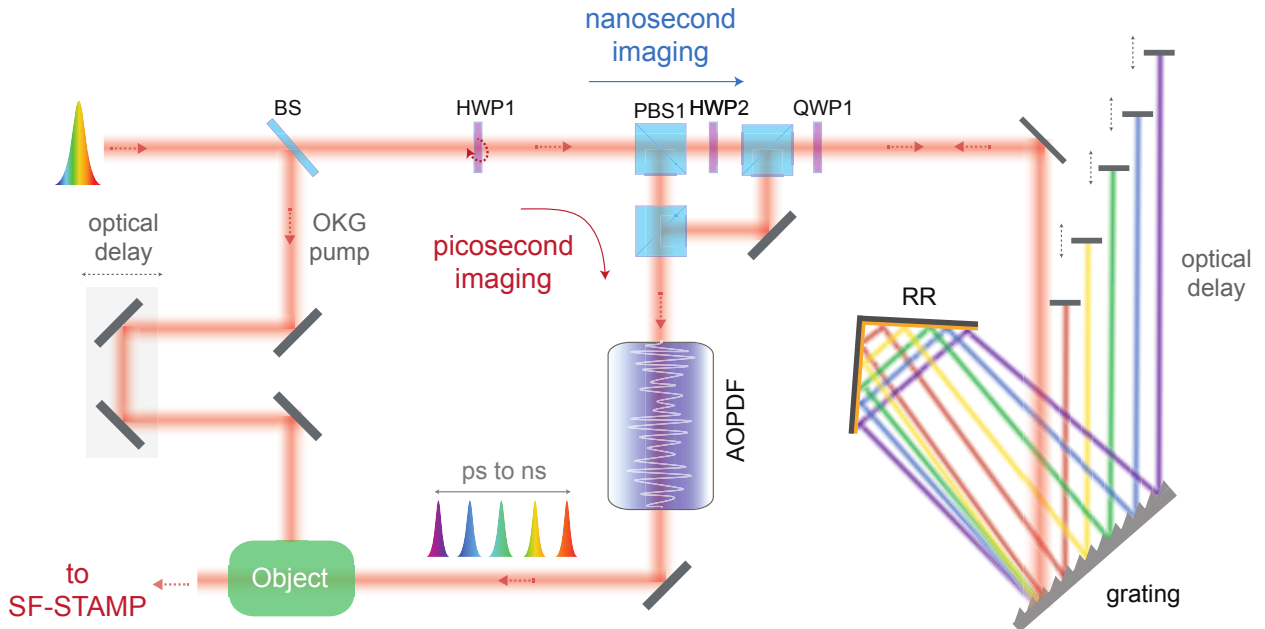 nanosecond
imaging
BS
HWP1
PBS1
HWP2
QWP1
optical
delay
OKG
pump
picosecond
imaging
RR
optical
delay
AOPDF
ps to ns
Object
to
SF-STAMP
grating